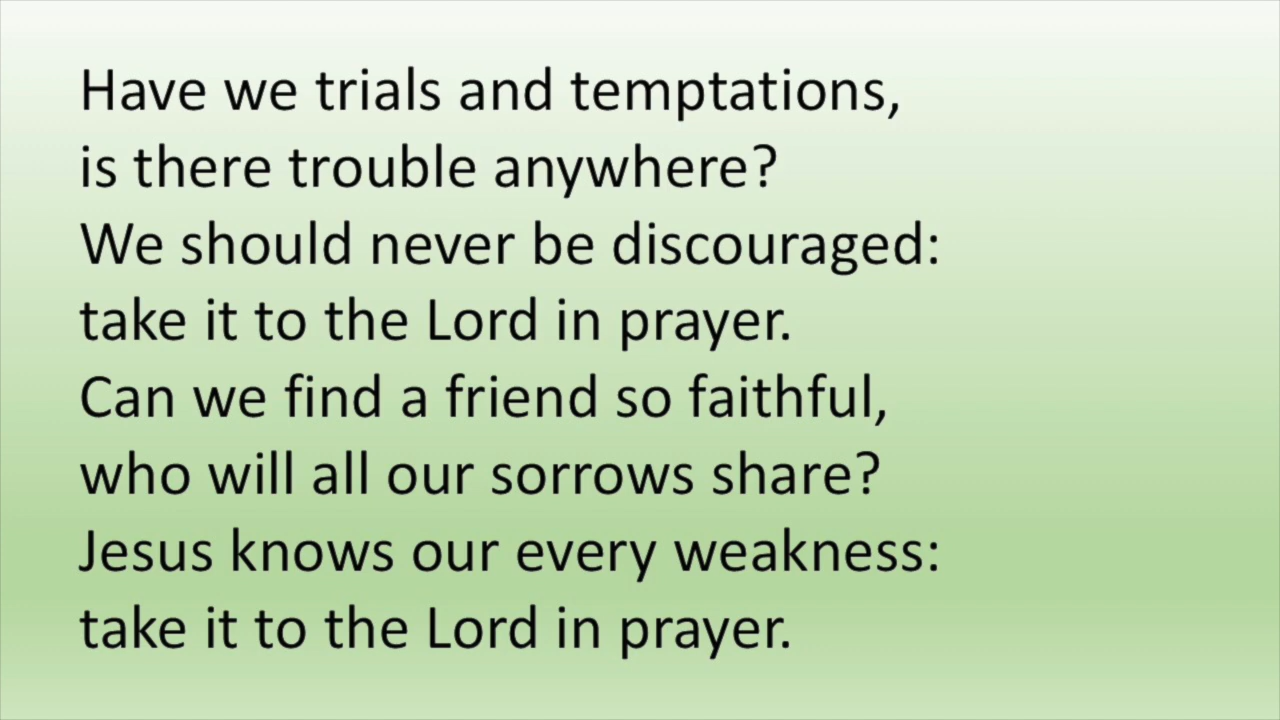 Have we trials and temptations,
is there trouble anywhere?
We should never be discouraged:
take it to the Lord in prayer.
Can we find a friend so faithful,
who will all our sorrows share?
Jesus knows our every weakness:
take it to the Lord in prayer.